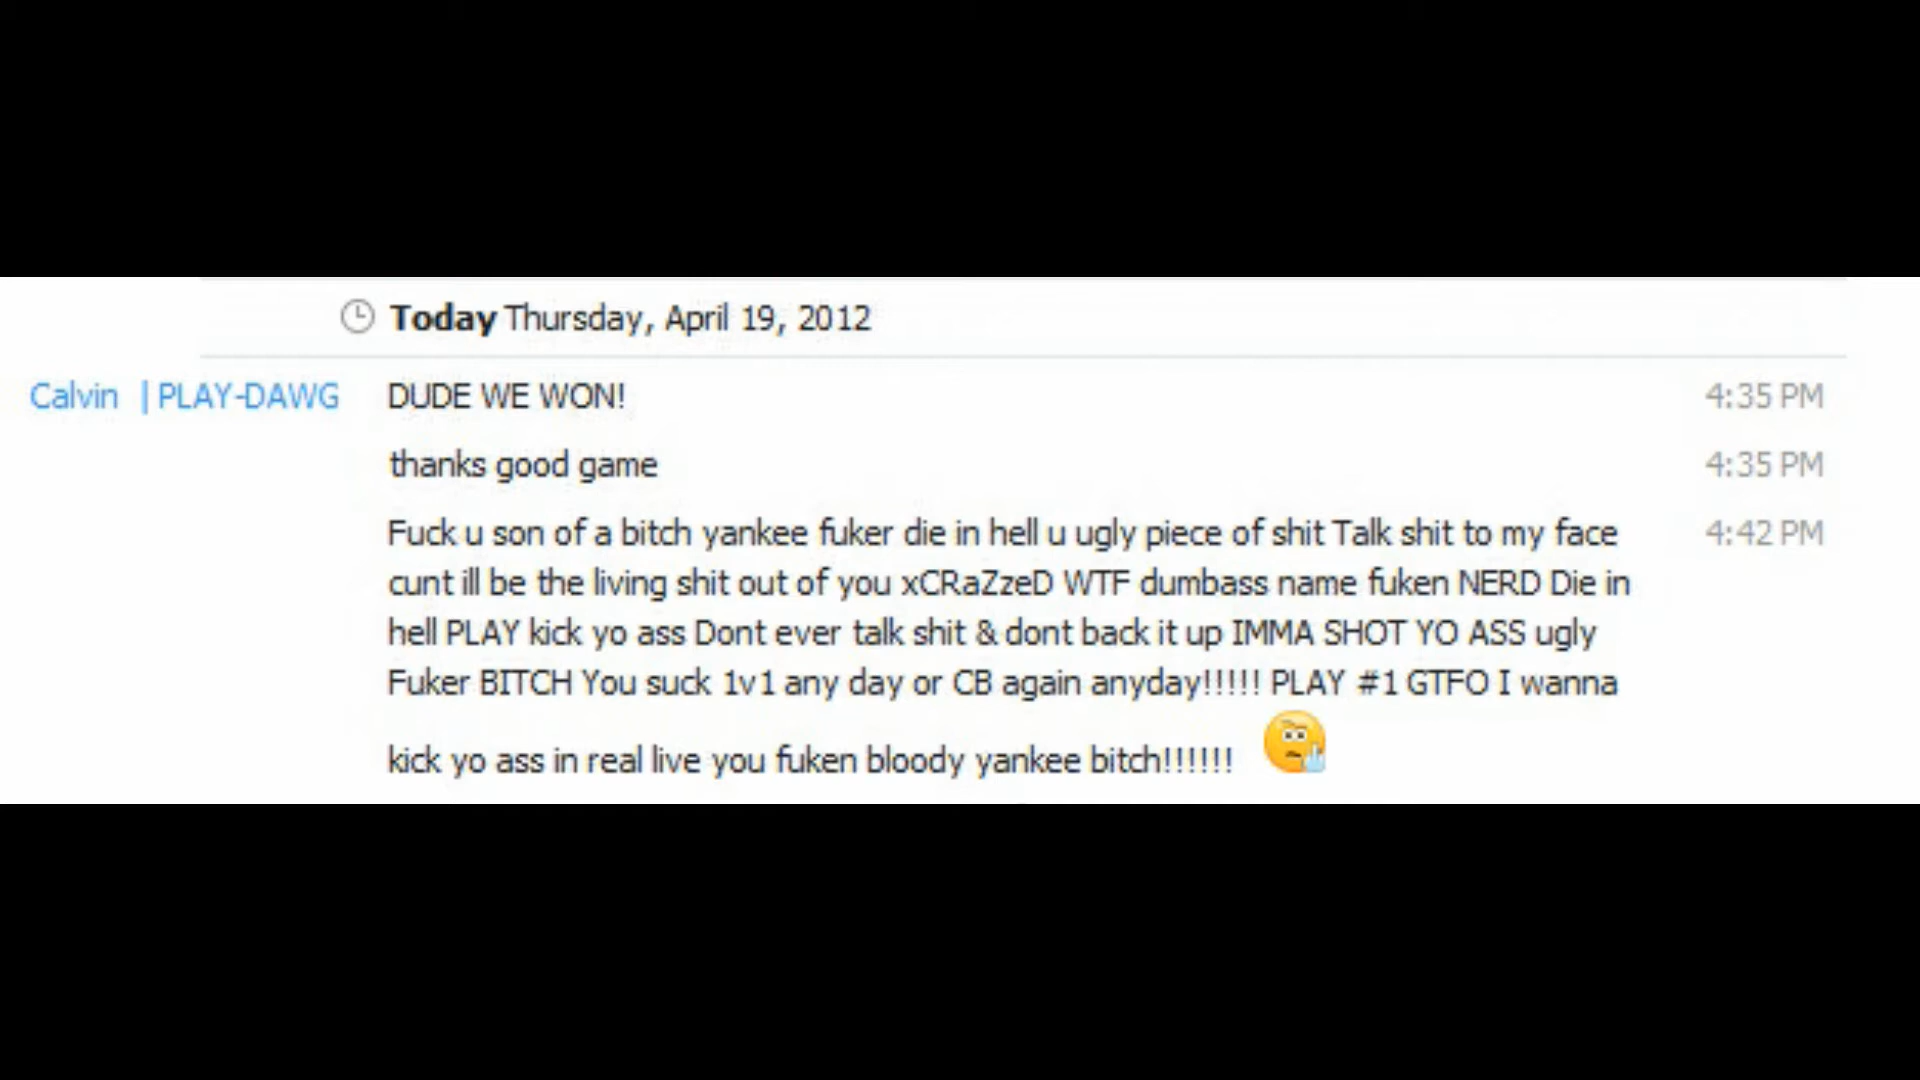 Today Thursday, April 19, 2012
Calvin | PLAY-DAWG DUDE WE WON! 4:35 PM
thanks good game 4:35 PM
Fuck u son of a bitch yankee fuker die in hell u ugly piece of shit Talk shit to my face 4:42 PM
cunt ill be the living shit out of you xCRaZzeD WTF dumbass name fuken NERD Die in
hell PLAY kick yo ass Dont ever talk shit & dont back it up IMMA SHOT YO ASS ugly
Fuker BITCH You suck 1v1 any day or CB again anyday!!!!! PLAY #1 GTFO I wanna
kick yo ass in real live you fuken bloody yankee bitch!!!!!!